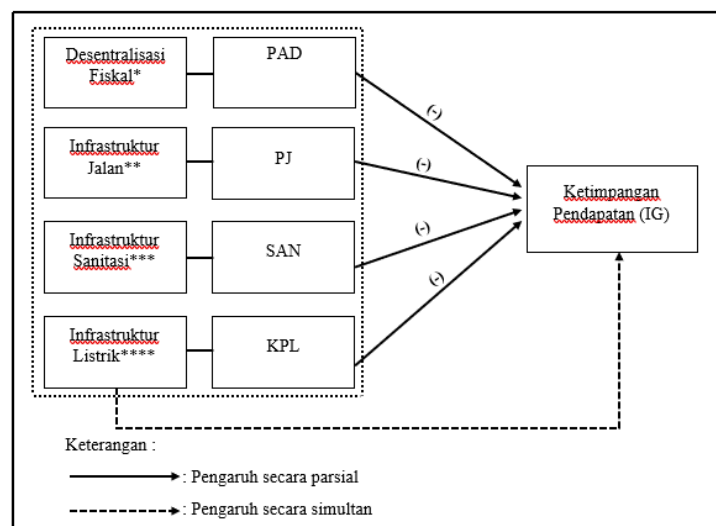 Desentralisasi
Fiskal*
PAD
(-)
Infrastruktur
Jalan**
PJ
(-)
Ketimpangan
Pendapatan (IG)
Infrastruktur
Sanitasi***
SAN
(-)
Infrastruktur
Listrik****
KPL
(-)
Keterangan :
: Pengaruh secara parsial
: Pengaruh secara simultan